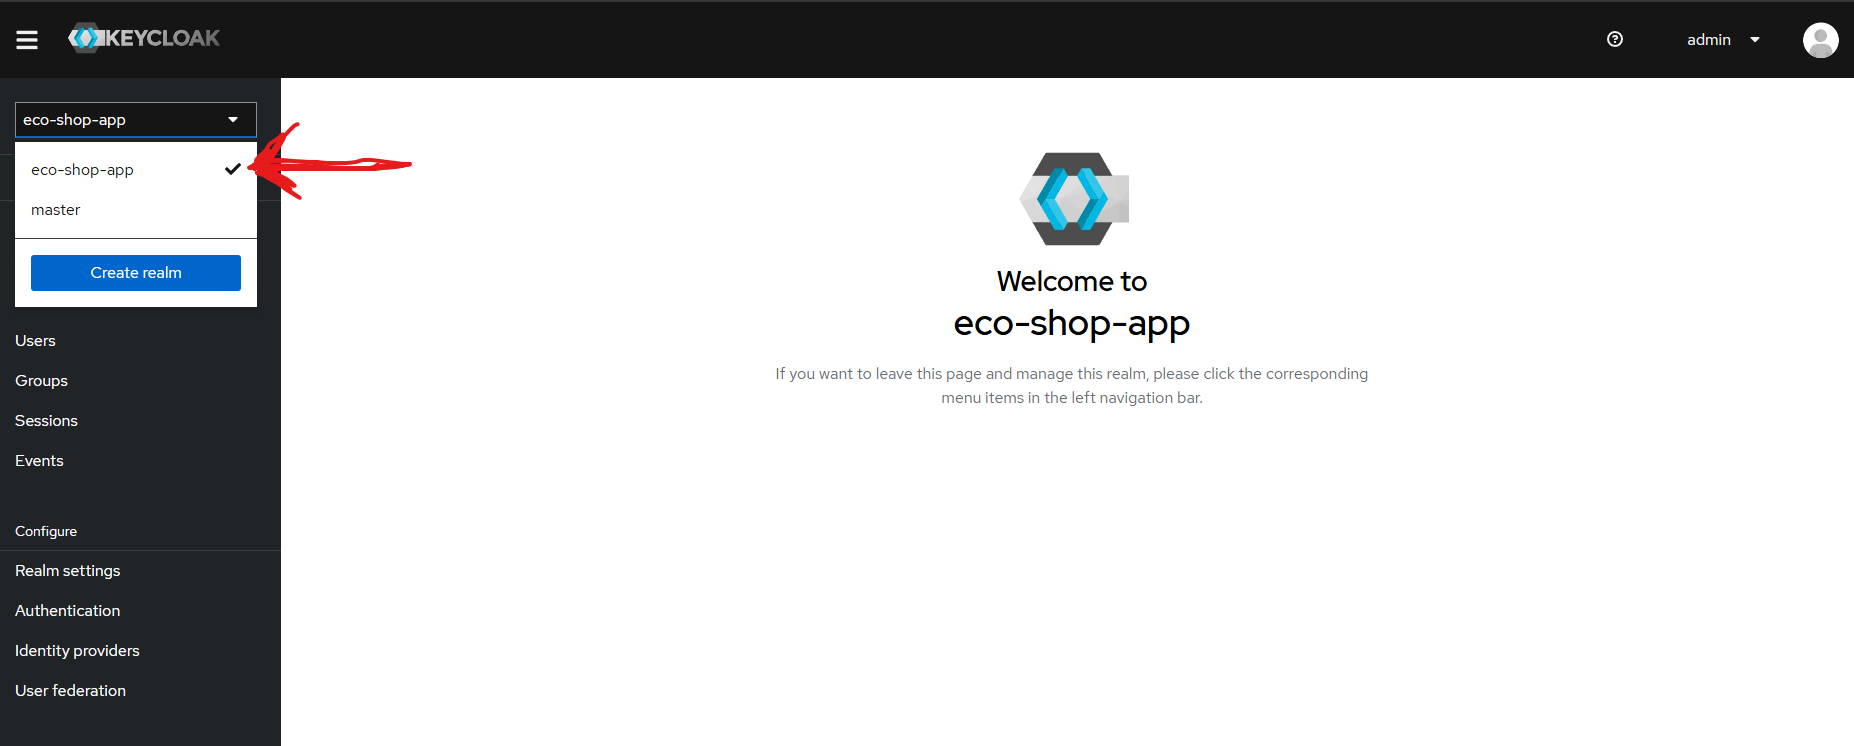 KEYCLOAK
admin
eco-shop-app
eco-shop-app
master
Create realm
Users
Groups
Sessions
Events
Configure
Realm settings
Authentication
Identity providers
User federation
Welcome to
eco-shop-app
If you want to leave this page and manage this realm, please click the corresponding
menu items in the left navigation bar.